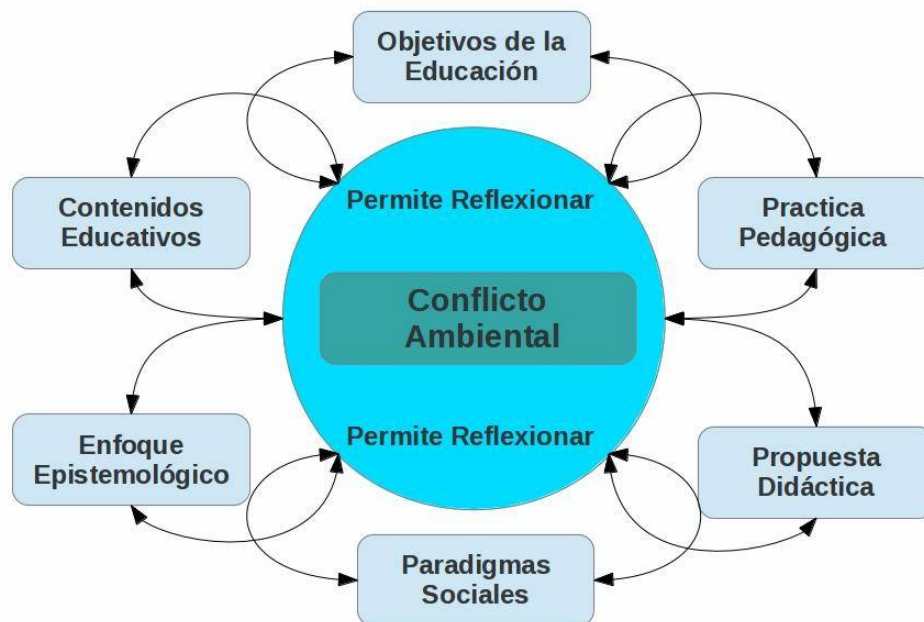 Objetivos de la
Educación
Permite Reflexionar
Contenidos
Educativos
Practica
Pedagógica
Conflicto
Ambiental
Permite Reflexionar
Enfoque
Epistemológico
Propuesta
Didáctica
Paradigmas
Sociales